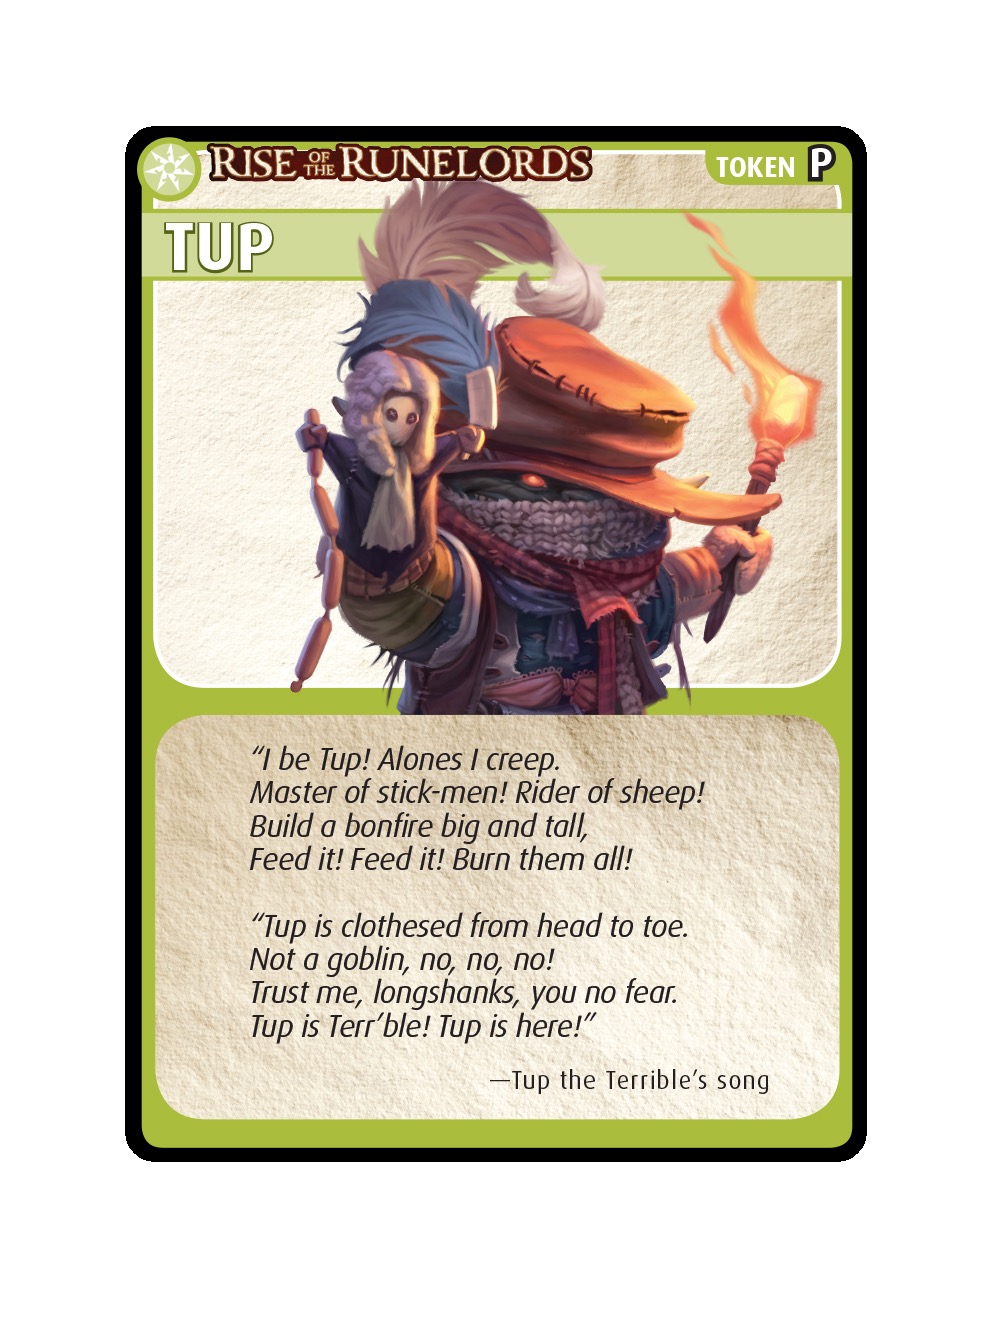 RISE OF THE RUNELORDS
TOKEN P
TUP
“I be Tup! Alones I creep.
Master of stick-men! Rider of sheep!
Build a bonfire big and tall,
Feed it! Feed it! Burn them all!
“Tup is clothesed from head to toe.
Not a goblin, no, no, no!
Trust me, longshanks, you no fear.
Tup is Terr’ble! Tup is here!”
—Tup the Terrible’s song